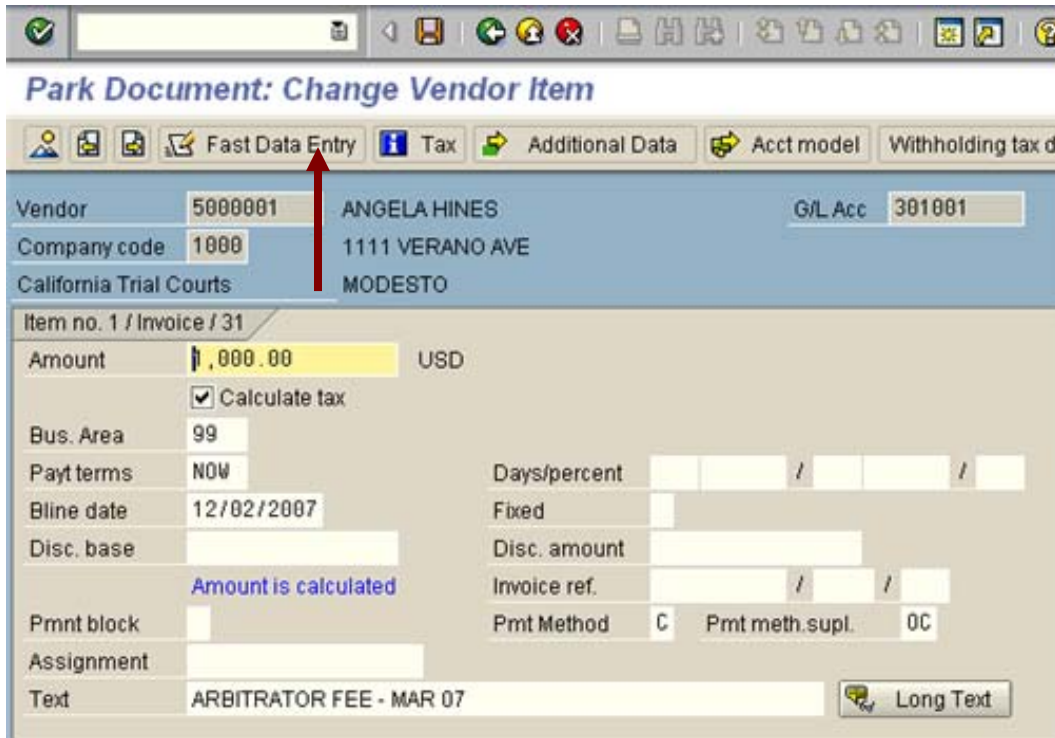 Park Document: Change Vendor Item
Fast Data Entry Tax Additional Data Acct model Withholding tax d
Vendor 5000001 ANGELA HINES G/L Acc 301001
Company code 1000 1111 VERANO AVE
California Trial Courts MODESTO
Item no. 1 / Invoice / 31
Amount 1,000.00 USD
Calculate tax
Bus. Area 99
Payt terms NOW Days/percent / /
Bline date 12/02/2007 Fixed
Disc. base Disc. amount
Amount is calculated Invoice ref. / /
Pmnt block Pmt Method C Pmt meth.supl. OC
Assignment
Text ARBITRATOR FEE - MAR 07 Long Text